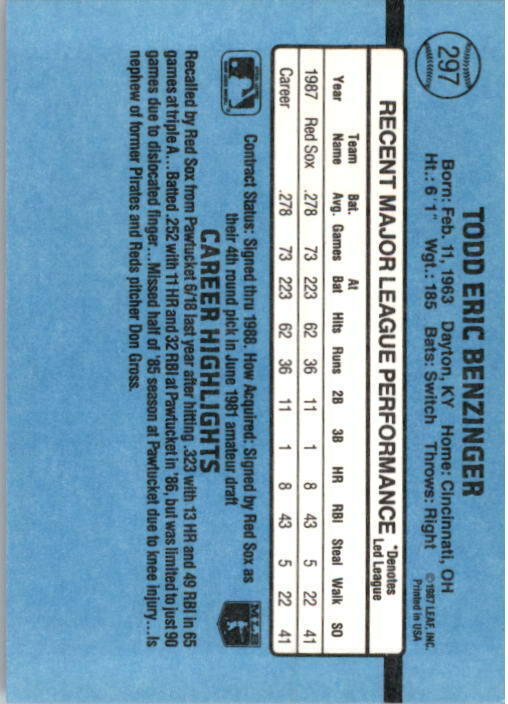 297
TODD ERIC BENZINGER
Born: Feb. 11, 1963 Dayton, KY Home: Cincinnati, OH
Ht.: 6'1" Wgt.: 185 Bats: Switch Throws: Right
©1987 LEAF, INC.
Printed in USA
RECENT MAJOR LEAGUE PERFORMANCE *Denotes Led League
Year Team Name Bat. Avg. Games At Bat Hits Runs 2B 3B HR RBI Steal Walk SO
1987 Red Sox .278 73 223 62 36 11 1 8 43 5 22 41
Career .278 73 223 62 36 11 1 8 43 5 22 41
Contract Status: Signed thru 1988. How Acquired: Signed by Red Sox as
their 4th round pick in June 1981 amateur draft
MLB
CAREER HIGHLIGHTS
Recalled by Red Sox from Pawtucket 6/18 last year after hitting .323 with 13 HR and 49 RBI in 65
games at triple A...Batted .252 with 11 HR and 32 RBI at Pawtucket in '86, but was limited to just 90
games due to dislocated finger...Missed half of '85 season at Pawtucket due to knee injury...Is
nephew of former Pirates and Reds pitcher Don Gross.